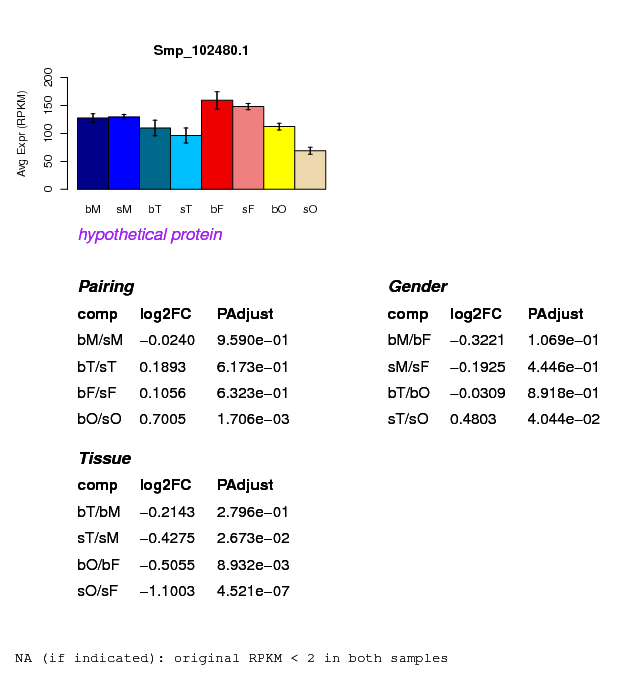 Smp_102480.1
Avg Expr (RPKM)
200
150
100
50
0
bM sM bT sT bF sF bO sO
hypothetical protein
Pairing
comp log2FC PAdjust
bM/sM −0.0240 9.590e−01
bT/sT 0.1893 6.173e−01
bF/sF 0.1056 6.323e−01
bO/sO 0.7005 1.706e−03
Gender
comp log2FC PAdjust
bM/bF −0.3221 1.069e−01
sM/sF −0.1925 4.446e−01
bT/bO −0.0309 8.918e−01
sT/sO 0.4803 4.044e−02
Tissue
comp log2FC PAdjust
bT/bM −0.2143 2.796e−01
sT/sM −0.4275 2.673e−02
bO/bF −0.5055 8.932e−03
sO/sF −1.1003 4.521e−07
NA (if indicated): original RPKM < 2 in both samples